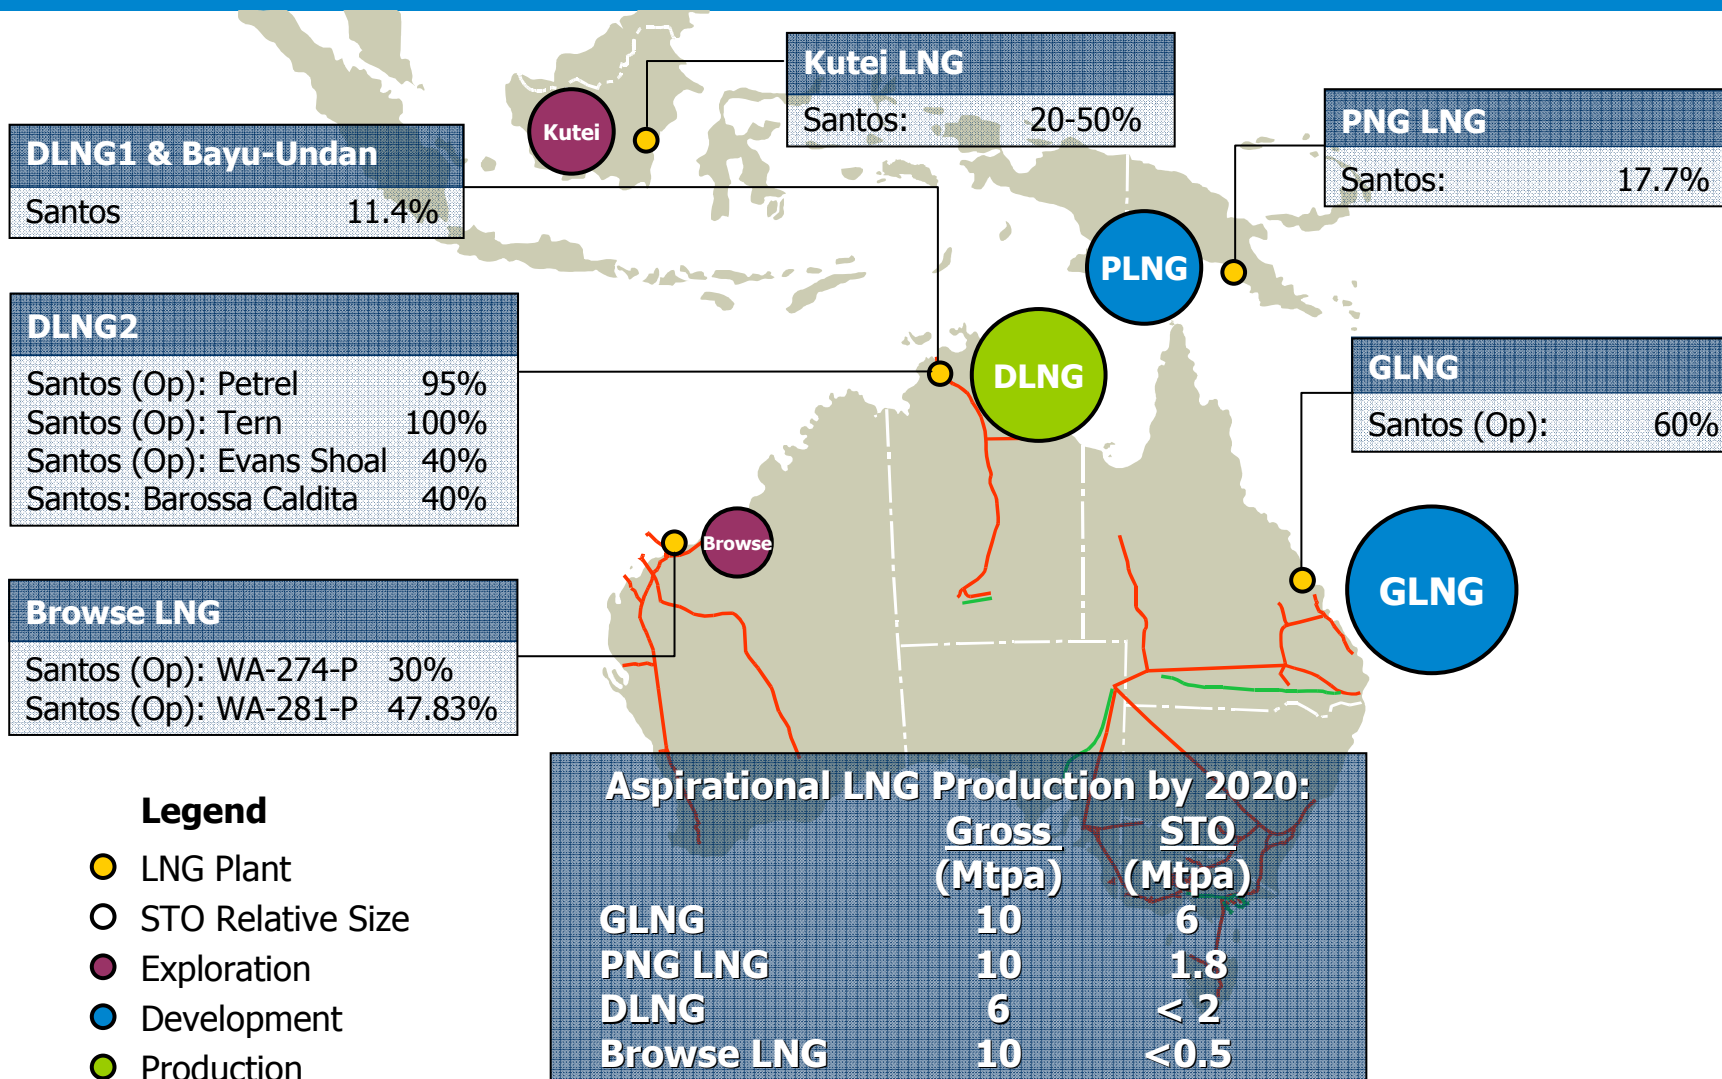 Kutei LNG
Santos: 20-50%
PNG LNG
Santos: 17.7%
DLNG1 & Bayu-Undan
Santos 11.4%
Kutei
PLNG
DLNG2
Santos (Op): Petrel 95%
Santos (Op): Tern 100%
Santos (Op): Evans Shoal 40%
Santos: Barossa Caldita 40%
DLNG
GLNG
Santos (Op): 60%
Browse
GLNG
Browse LNG
Santos (Op): WA-274-P 30%
Santos (Op): WA-281-P 47.83%
Legend
LNG Plant
STO Relative Size
Exploration
Development
Production
Aspirational LNG Production by 2020:
Gross STO
(Mtpa) (Mtpa)
GLNG 10 6
PNG LNG 10 1.8
DLNG 6 < 2
Browse LNG 10 <0.5